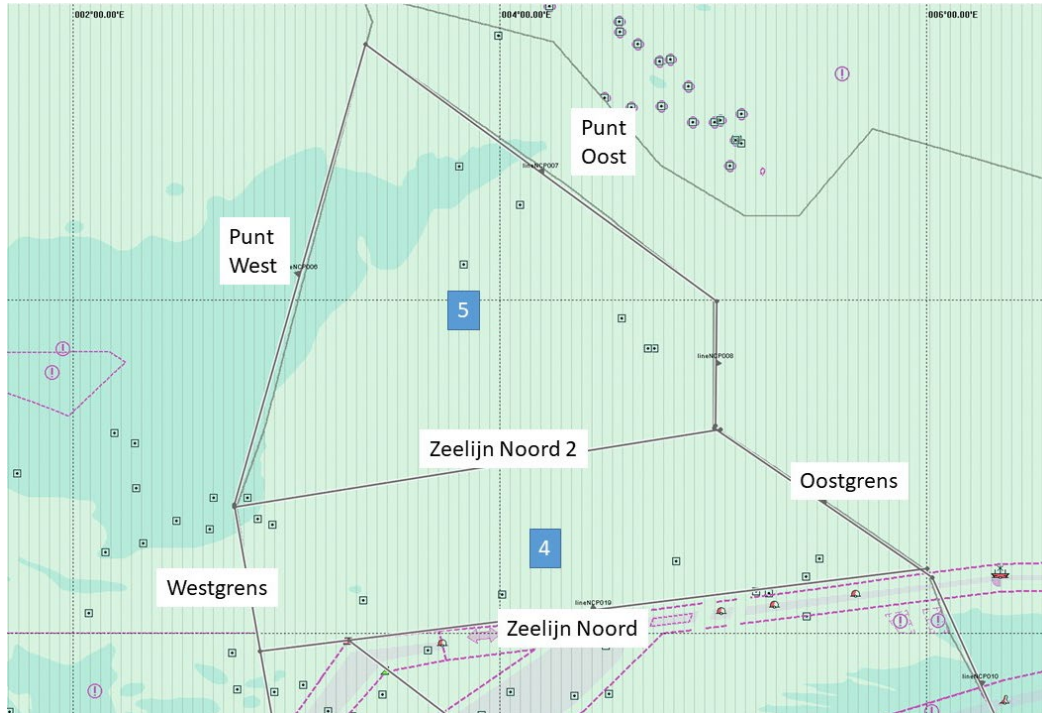 002°00.00'E
004°00.00'E
006°00.00'E
Punt
Oost
lineNCP007
Punt
West
lineNCP006
5
lineNCP008
Zeelijn Noord 2
Oostgrens
4
Westgrens
lineNCP019
Zeelijn Noord
lineNCP010